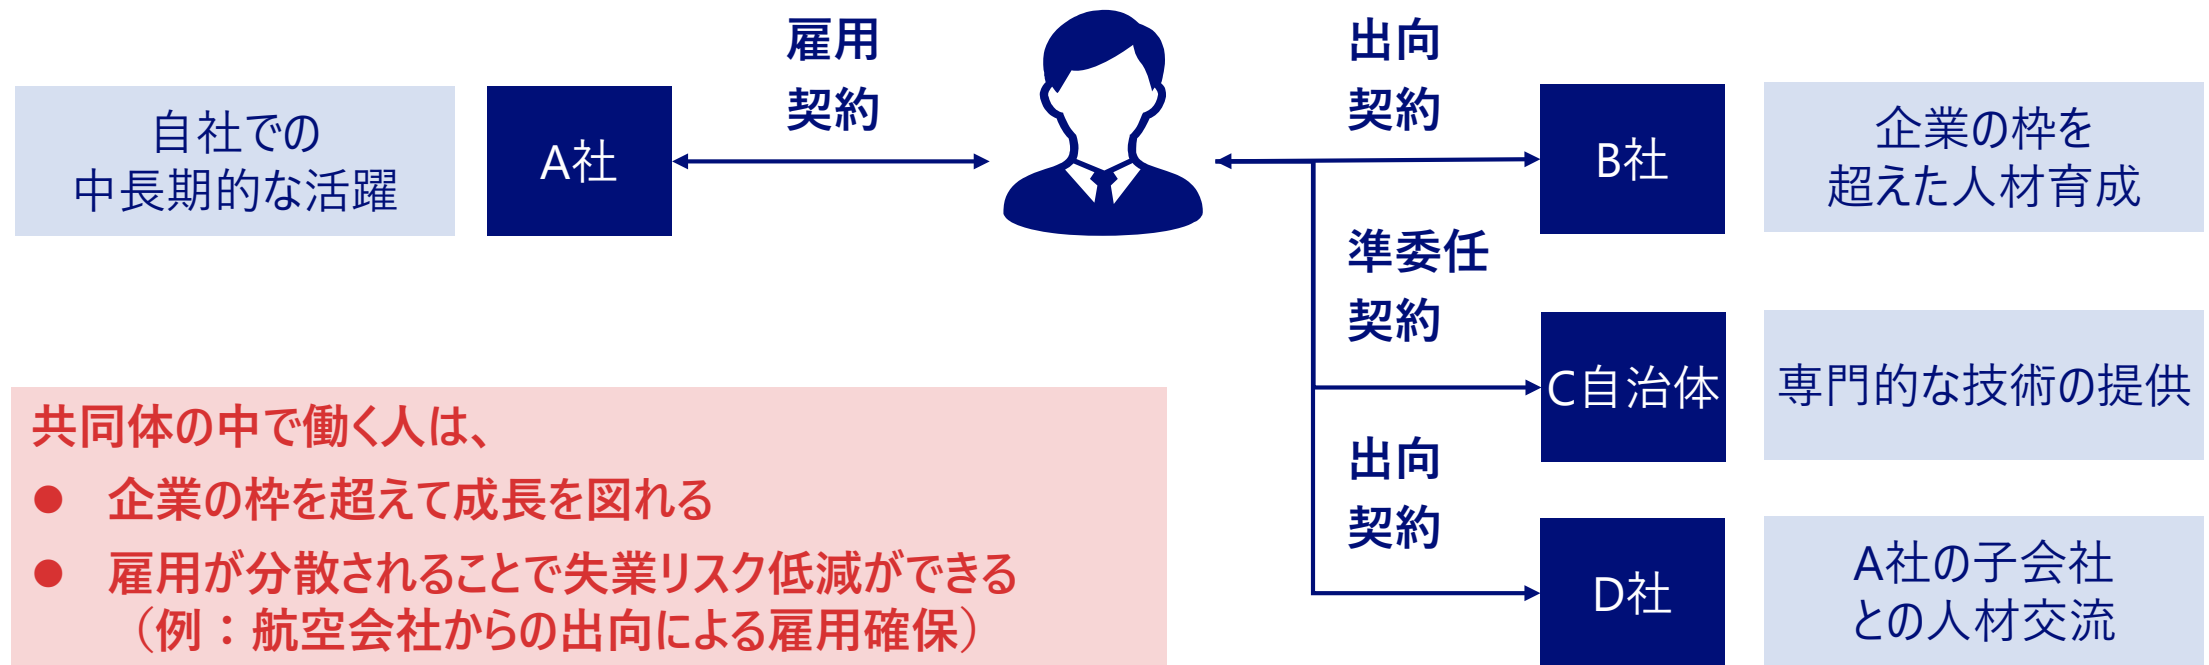 自社での
中長期的な活躍
A社
雇用
契約
出向
契約
B社
企業の枠を
超えた人材育成
準委任
契約
C自治体
専門的な技術の提供
出向
契約
D社
A社の子会社
との人材交流
共同体の中で働く人は、
● 企業の枠を超えて成長を図れる
● 雇用が分散されることで失業リスク低減ができる
（例：航空会社からの出向による雇用確保）